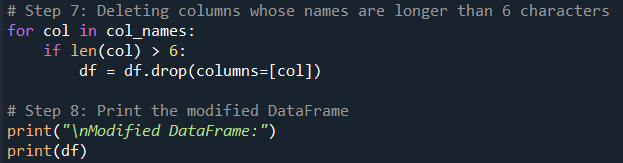 # Step 7: Deleting columns whose names are longer than 6 characters
for col in col_names:
    if len(col) > 6:
        df = df.drop(columns=[col])

# Step 8: Print the modified DataFrame
print("\nModified DataFrame:")
print(df)